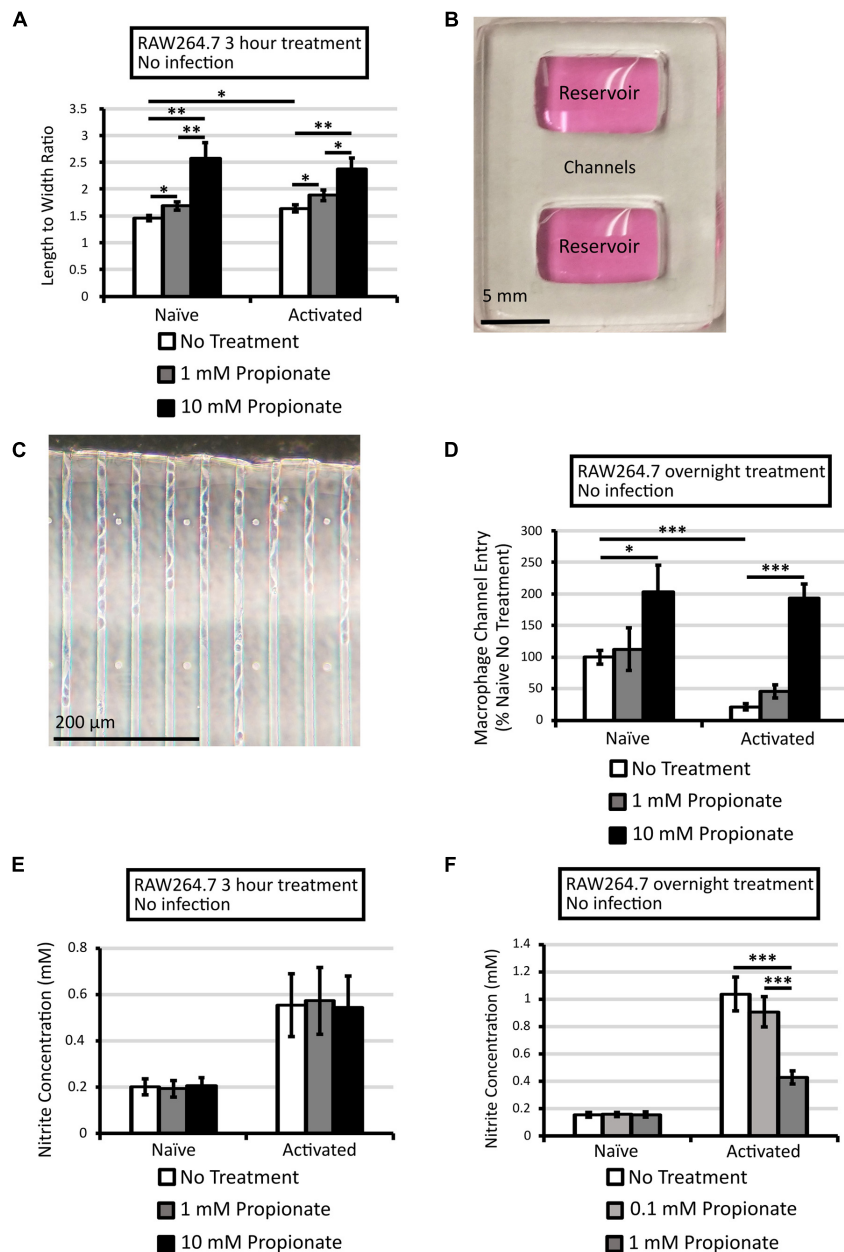 A
RAW264.7 3 hour treatment
No infection
Length to Width Ratio
* ** ** * ** * *
3.5
3
2.5
2
1.5
1
0.5
0
Naïve Activated
No Treatment
1 mM Propionate
10 mM Propionate
B
Reservoir
Channels
Reservoir
5 mm
C
200 µm
D
RAW264.7 overnight treatment
No infection
Macrophage Channel Entry
(% Naive No Treatment)
*** * ***
300
250
200
150
100
50
0
Naïve Activated
No Treatment
1 mM Propionate
10 mM Propionate
E
RAW264.7 3 hour treatment
No infection
Nitrite Concentration (mM)
0.8
0.6
0.4
0.2
0
Naïve Activated
No Treatment
1 mM Propionate
10 mM Propionate
F
RAW264.7 overnight treatment
No infection
Nitrite Concentration (mM)
*** ***
1.4
1.2
1
0.8
0.6
0.4
0.2
0
Naïve Activated
No Treatment
0.1 mM Propionate
1 mM Propionate